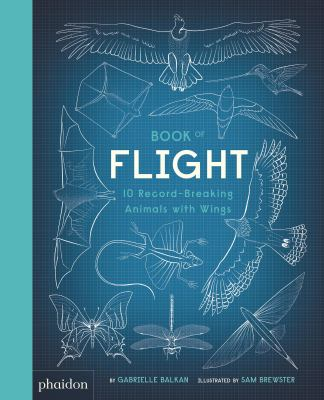 BOOK OF
FLIGHT
10 Record-Breaking
Animals with Wings
BY GABRIELLE BALKAN ILLUSTRATED BY SAM BREWSTER
phaidon